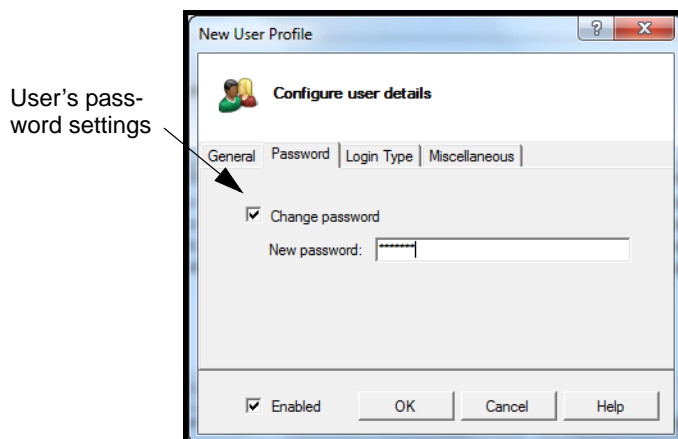 New User Profile
Configure user details
User's pass-
word settings
General Password Login Type Miscellaneous
Change password
New password: *******
Enabled OK Cancel Help